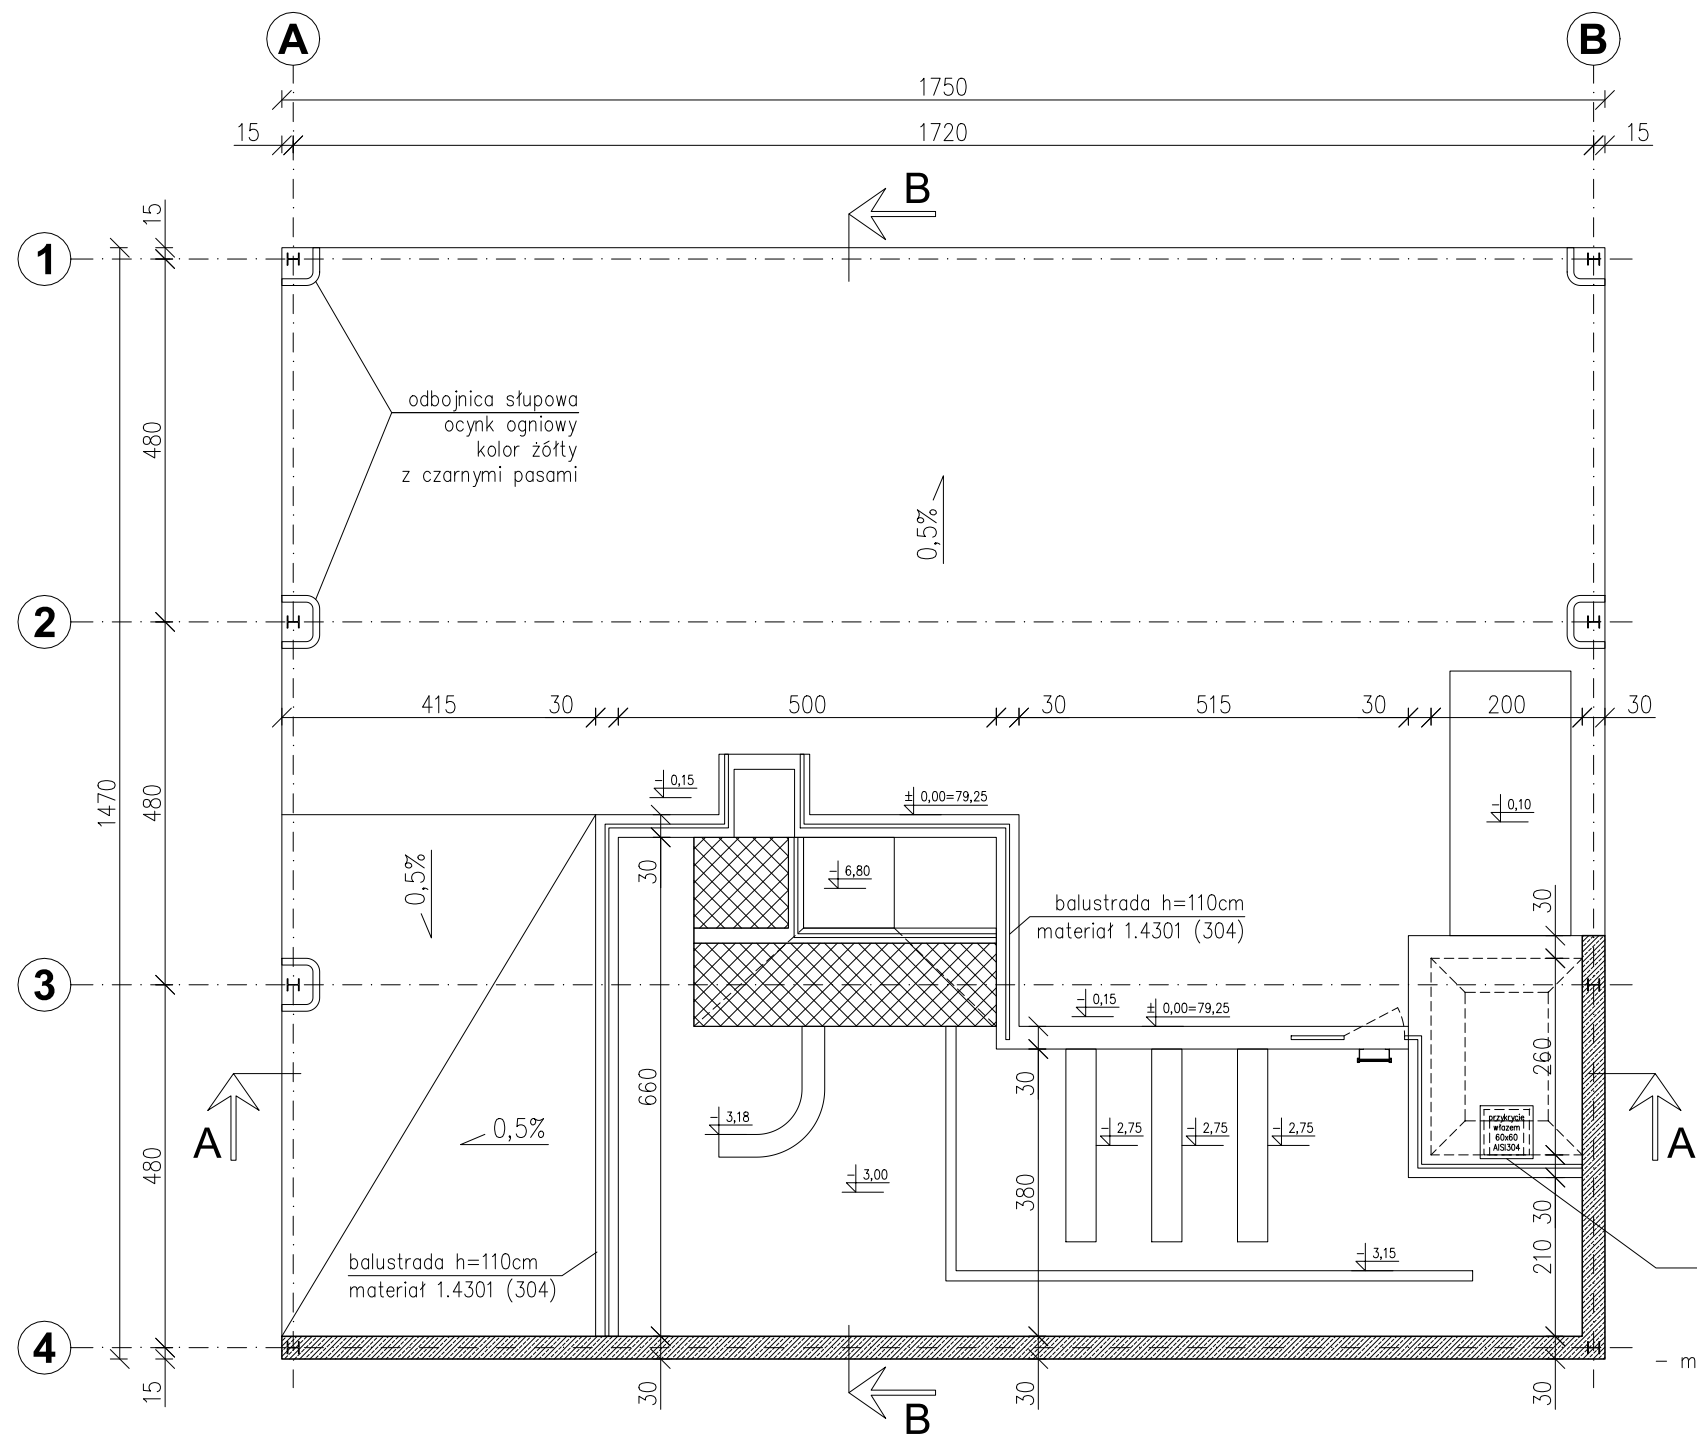 A
B
1750
15
1720
15
B
15
1
480
odbojnica słupowa
ocynk ogniowy
kolor żółty
z czarnymi pasami
0,5%
2
415
30
500
30
515
30
200
30
1470
480
- 0,15
± 0,00=79,25
- 0,10
0,5%
30
- 6,80
balustrada h=110cm
materiał 1.4301 (304)
30
3
- 0,15
± 0,00=79,25
260
660
30
A
- 3,18
0,5%
- 2,75
- 2,75
- 2,75
przykrycie
włazem
60x60
AISI304
A
480
- 3,00
380
30
210
balustrada h=110cm
materiał 1.4301 (304)
- 3,15
4
- m
15
30
B
30
30